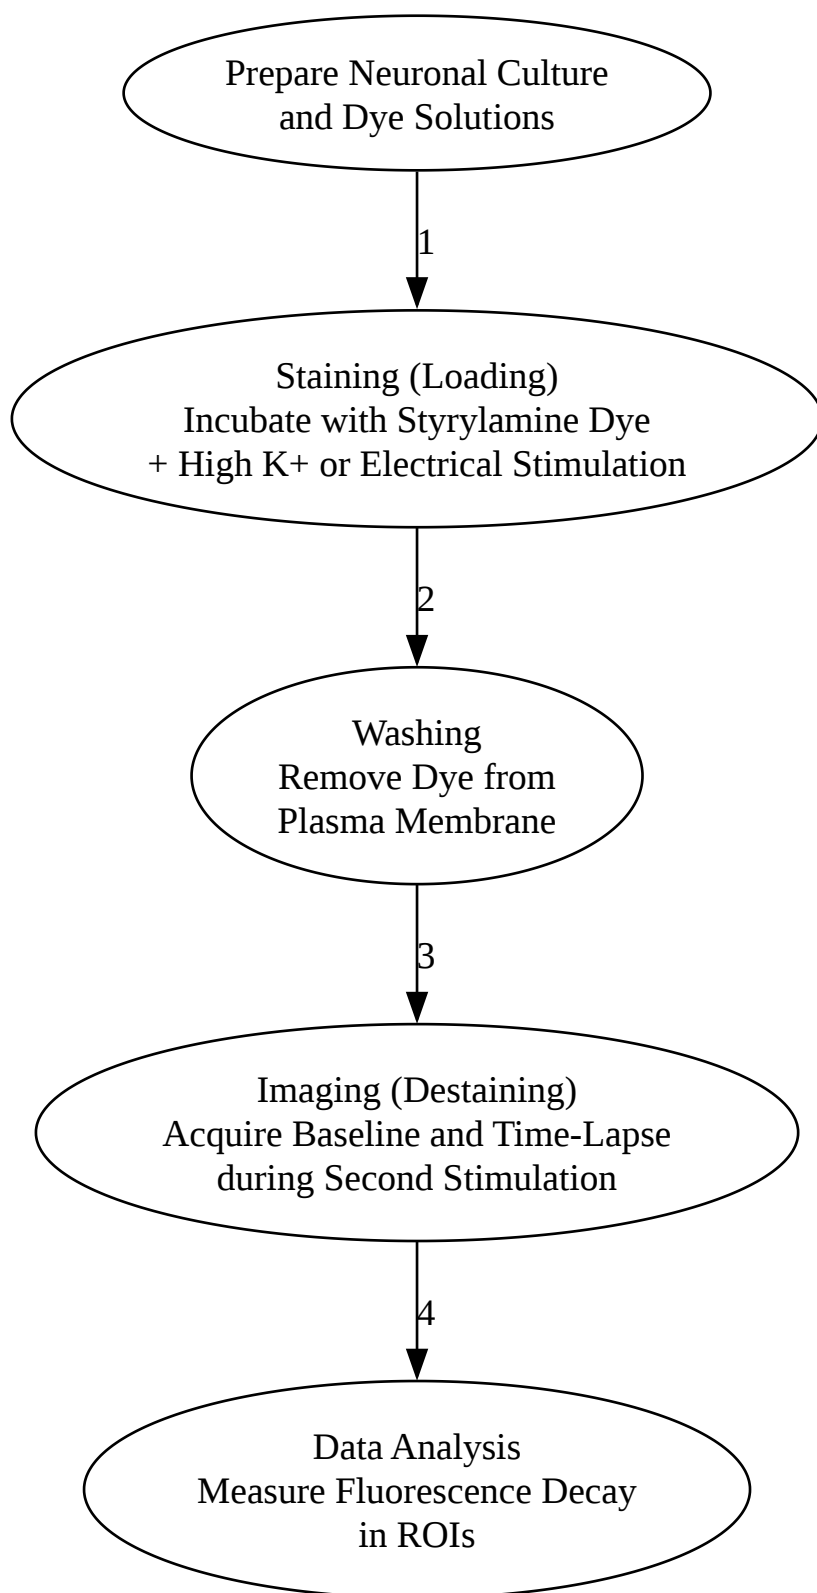 Prepare Neuronal Culture
and Dye Solutions
1
Staining (Loading)
Incubate with Styrylamine Dye
+ High K+ or Electrical Stimulation
2
Washing
Remove Dye from
Plasma Membrane
3
Imaging (Destaining)
Acquire Baseline and Time-Lapse
during Second Stimulation
4
Data Analysis
Measure Fluorescence Decay
in ROIs